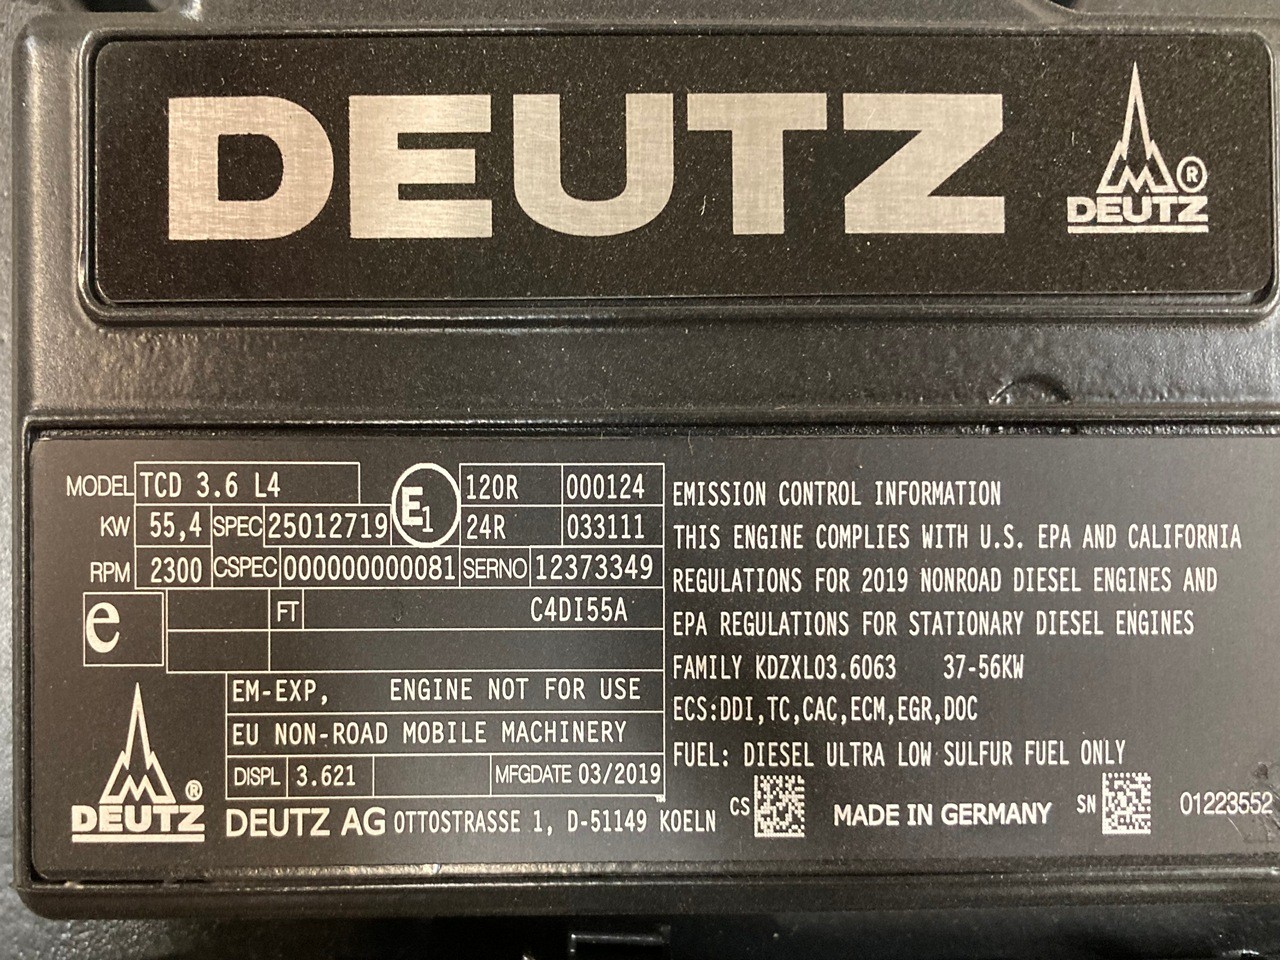 DEUTZ
DEUTZ ®
MODEL TCD 3.6 L4
KW 55,4 SPEC 25012719
RPM 2300 CSPEC 000000000081 SERNO 12373349
E1 120R 000124
24R 033111
e FT C4DI55A
EM-EXP, ENGINE NOT FOR USE
EU NON-ROAD MOBILE MACHINERY
DISPL 3.621 MFGDATE 03/2019
DEUTZ ®
DEUTZ AG OTTOSTRASSE 1, D-51149 KOELN
EMISSION CONTROL INFORMATION
THIS ENGINE COMPLIES WITH U.S. EPA AND CALIFORNIA
REGULATIONS FOR 2019 NONROAD DIESEL ENGINES AND
EPA REGULATIONS FOR STATIONARY DIESEL ENGINES
FAMILY KDZXL03.6063 37-56KW
ECS:DDI,TC,CAC,ECM,EGR,DOC
FUEL: DIESEL ULTRA LOW SULFUR FUEL ONLY
CS MADE IN GERMANY SN 01223552